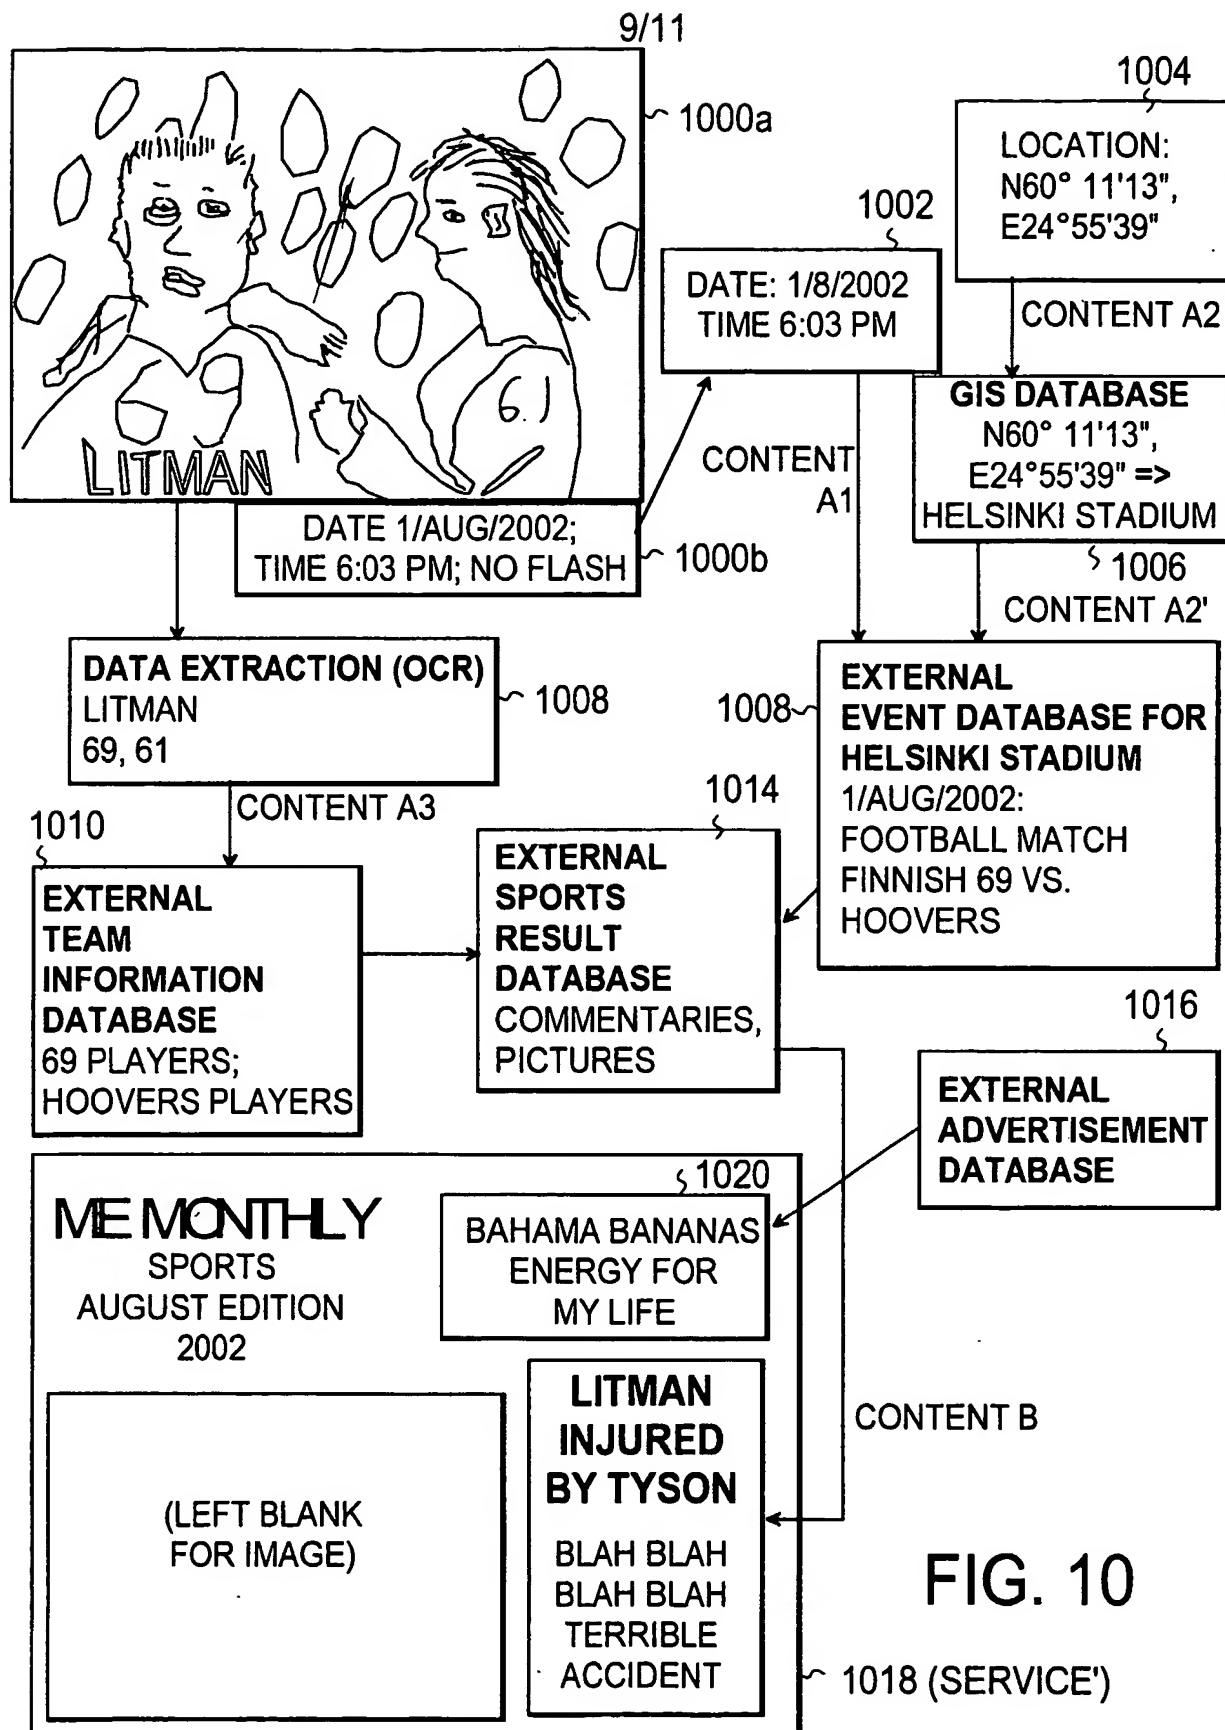 9/11
1000a
LITMAN
6.1
DATE 1/AUG/2002;
TIME 6:03 PM; NO FLASH
1000b
1002
DATE: 1/8/2002
TIME 6:03 PM
1004
LOCATION:
N60° 11'13",
E24°55'39"
CONTENT A2
CONTENT
A1
GIS DATABASE
N60° 11'13",
E24°55'39" =>
HELSINKI STADIUM
1006
CONTENT A2'
DATA EXTRACTION (OCR)
LITMAN
69, 61
1008
CONTENT A3
1008
EXTERNAL
EVENT DATABASE FOR
HELSINKI STADIUM
1/AUG/2002:
FOOTBALL MATCH
FINNISH 69 VS.
HOOVERS
1010
EXTERNAL
TEAM
INFORMATION
DATABASE
69 PLAYERS;
HOOVERS PLAYERS
1014
EXTERNAL
SPORTS
RESULT
DATABASE
COMMENTARIES,
PICTURES
1016
EXTERNAL
ADVERTISEMENT
DATABASE
ME MONTHLY
SPORTS
AUGUST EDITION
2002
1020
BAHAMA BANANAS
ENERGY FOR
MY LIFE
(LEFT BLANK
FOR IMAGE)
LITMAN
INJURED
BY TYSON
BLAH BLAH
BLAH BLAH
TERRIBLE
ACCIDENT
CONTENT B
FIG. 10
1018 (SERVICE')